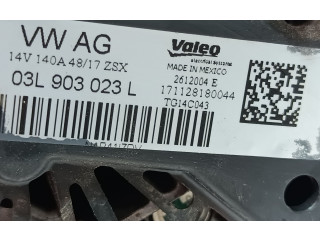 VW AG
14V 140A 48/17 ZSX
03L 903 023 L
Valeo
MADE IN MEXICO
2612004 E
171128180044
TG14C043